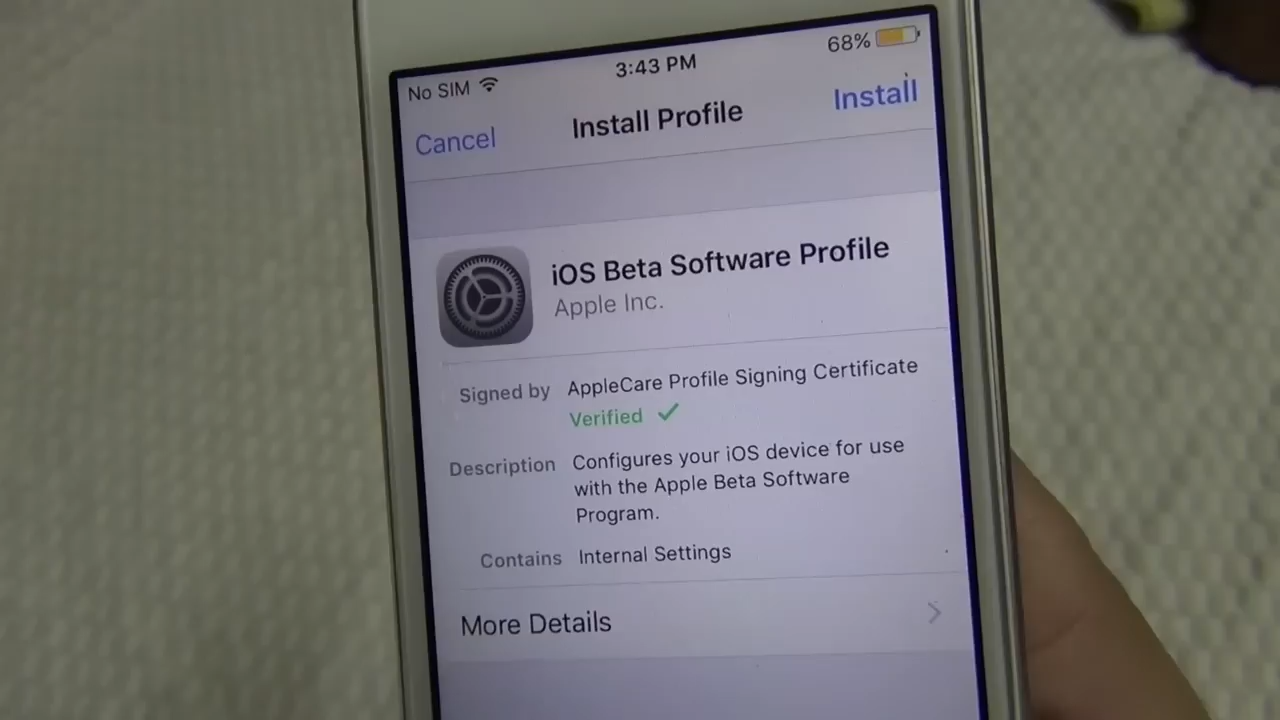 No SIM 3:43 PM 68%
Cancel Install Profile Install
iOS Beta Software Profile
Apple Inc.
Signed by AppleCare Profile Signing Certificate
Verified ✓
Description Configures your iOS device for use
with the Apple Beta Software
Program.
Contains Internal Settings
More Details